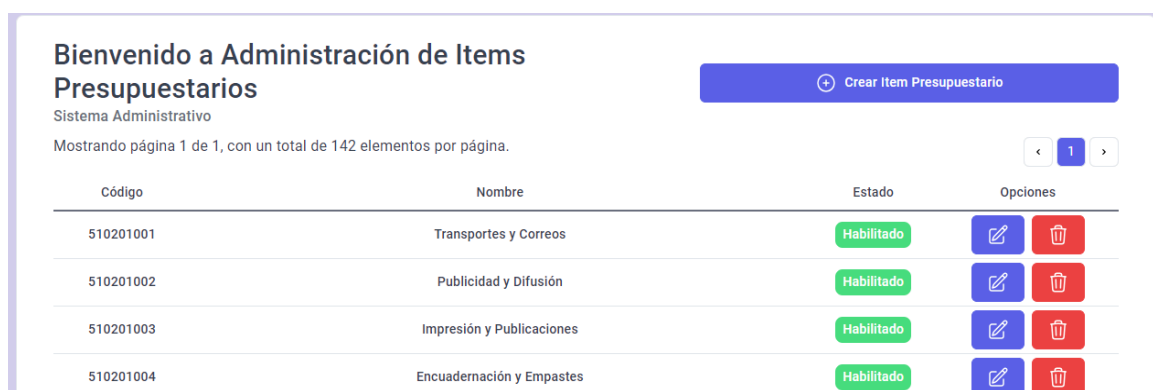 Bienvenido a Administración de Items
Presupuestarios
Crear Item Presupuestario
Sistema Administrativo
Mostrando página 1 de 1, con un total de 142 elementos por página.
‹ 1 ›
Código Nombre Estado Opciones
510201001 Transportes y Correos Habilitado
510201002 Publicidad y Difusión Habilitado
510201003 Impresión y Publicaciones Habilitado
510201004 Encuadernación y Empastes Habilitado